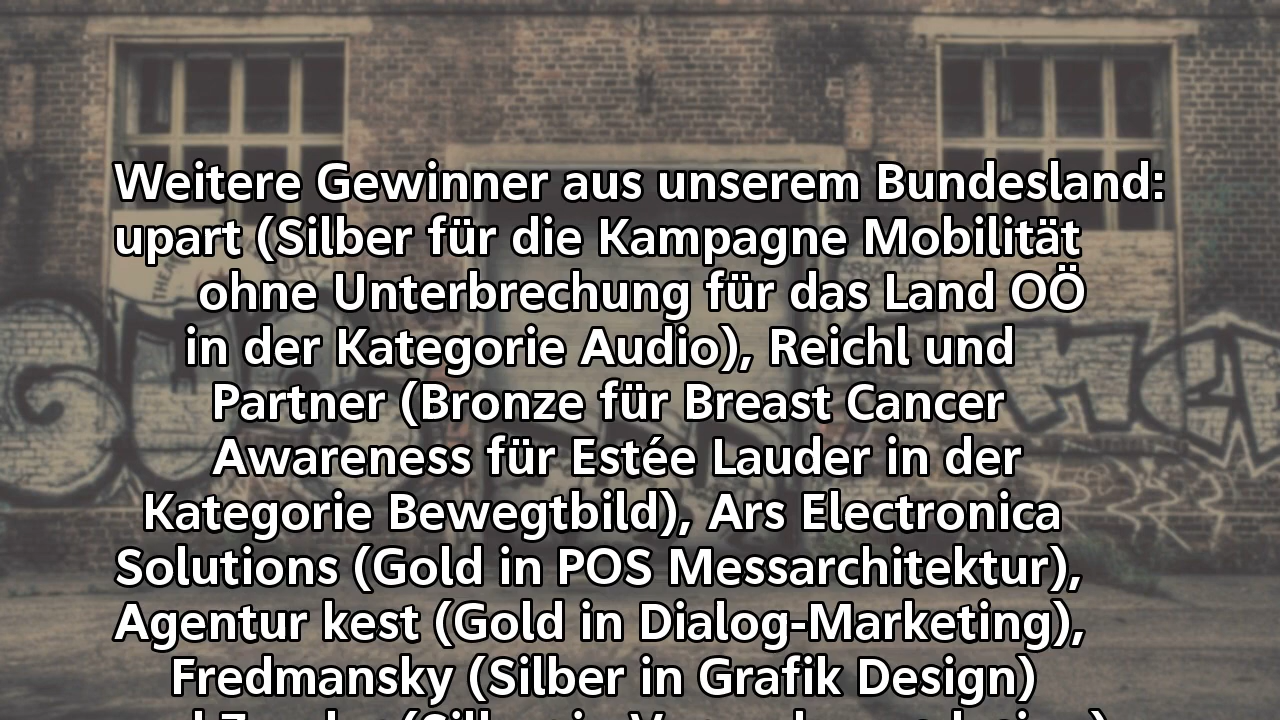 Weitere Gewinner aus unserem Bundesland:
upart (Silber für die Kampagne Mobilität
ohne Unterbrechung für das Land OÖ
in der Kategorie Audio), Reichl und
Partner (Bronze für Breast Cancer
Awareness für Estée Lauder in der
Kategorie Bewegtbild), Ars Electronica
Solutions (Gold in POS Messarchitektur),
Agentur kest (Gold in Dialog-Marketing),
Fredmansky (Silber in Grafik Design)